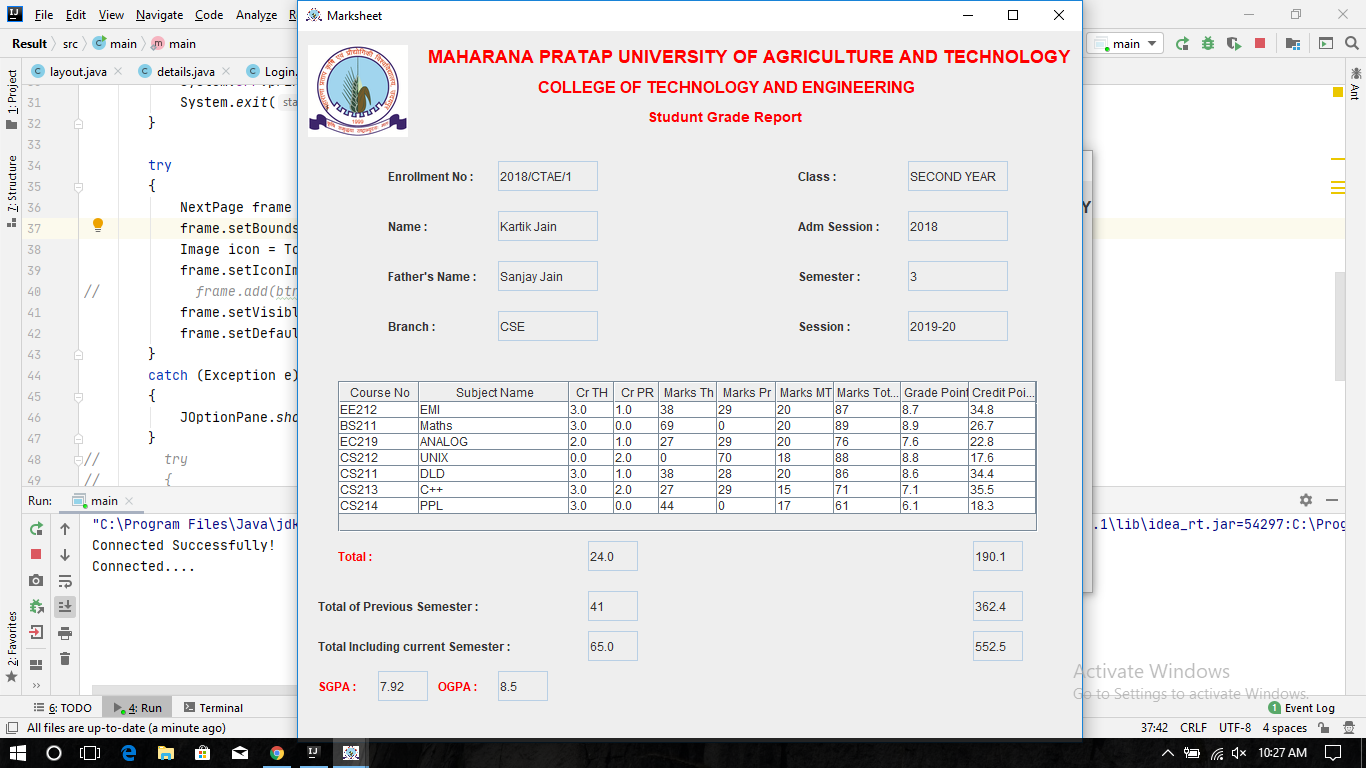 File Edit View Navigate Code Analyze R
Marksheet
Result src main main
main
layout.java details.java Login.
1: Project
7: Structure
2: Favorites
Ant
31 System.exit( sta
32 }
33
34 try
35 {
36 NextPage frame
37 frame.setBounds
38 Image icon = To
39 frame.setIconIm
40 // frame.add(btn
41 frame.setVisibl
42 frame.setDefaul
43 }
44 catch (Exception e)
45 {
46 JOptionPane.sho
47 }
48 // try
49 // {
MAHARANA PRATAP UNIVERSITY OF AGRICULTURE AND TECHNOLOGY
COLLEGE OF TECHNOLOGY AND ENGINEERING
Studunt Grade Report
1999
Enrollment No : 2018/CTAE/1 Class : SECOND YEAR
Name : Kartik Jain Adm Session : 2018
Father's Name : Sanjay Jain Semester : 3
Branch : CSE Session : 2019-20
Y
Course No Subject Name Cr TH Cr PR Marks Th Marks Pr Marks MT Marks Tot... Grade Point Credit Poi...
EE212 EMI 3.0 1.0 38 29 20 87 8.7 34.8
BS211 Maths 3.0 0.0 69 0 20 89 8.9 26.7
EC219 ANALOG 2.0 1.0 27 29 20 76 7.6 22.8
CS212 UNIX 0.0 2.0 0 70 18 88 8.8 17.6
CS211 DLD 3.0 1.0 38 28 20 86 8.6 34.4
CS213 C++ 3.0 2.0 27 29 15 71 7.1 35.5
CS214 PPL 3.0 0.0 44 0 17 61 6.1 18.3
Total : 24.0 190.1
Total of Previous Semester : 41 362.4
Total Including current Semester : 65.0 552.5
SGPA : 7.92 OGPA : 8.5
Run: main
"C:\Program Files\Java\jdk .1\lib\idea_rt.jar=54297:C:\Prog
Connected Successfully!
Connected....
Activate Windows
Go to Settings to activate Windows.
6: TODO 4: Run Terminal 1 Event Log
All files are up-to-date (a minute ago) 37:42 CRLF UTF-8 4 spaces
10:27 AM